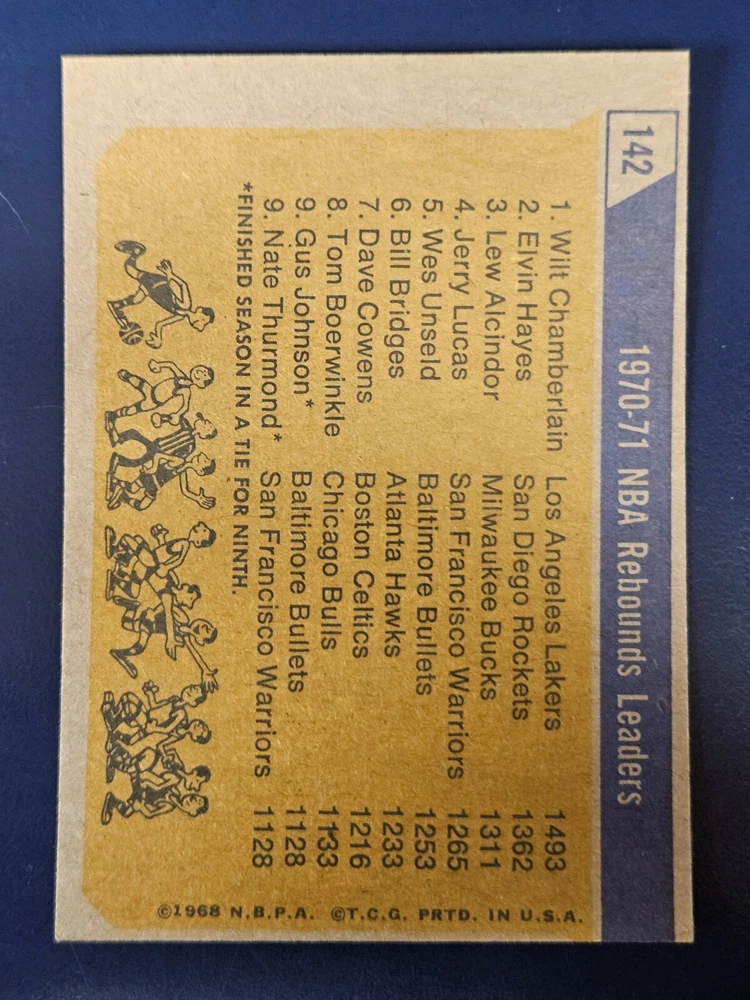 142
1970-71 NBA Rebounds Leaders
1. Wilt Chamberlain Los Angeles Lakers 1493
2. Elvin Hayes San Diego Rockets 1362
3. Lew Alcindor Milwaukee Bucks 1311
4. Jerry Lucas San Francisco Warriors 1265
5. Wes Unseld Baltimore Bullets 1253
6. Bill Bridges Atlanta Hawks 1233
7. Dave Cowens Boston Celtics 1216
8. Tom Boerwinkle Chicago Bulls 1133
9. Gus Johnson* Baltimore Bullets 1128
9. Nate Thurmond* San Francisco Warriors 1128
*FINISHED SEASON IN A TIE FOR NINTH.
©1968 N.B.P.A. ©T.C.G. PRTD. IN U.S.A.